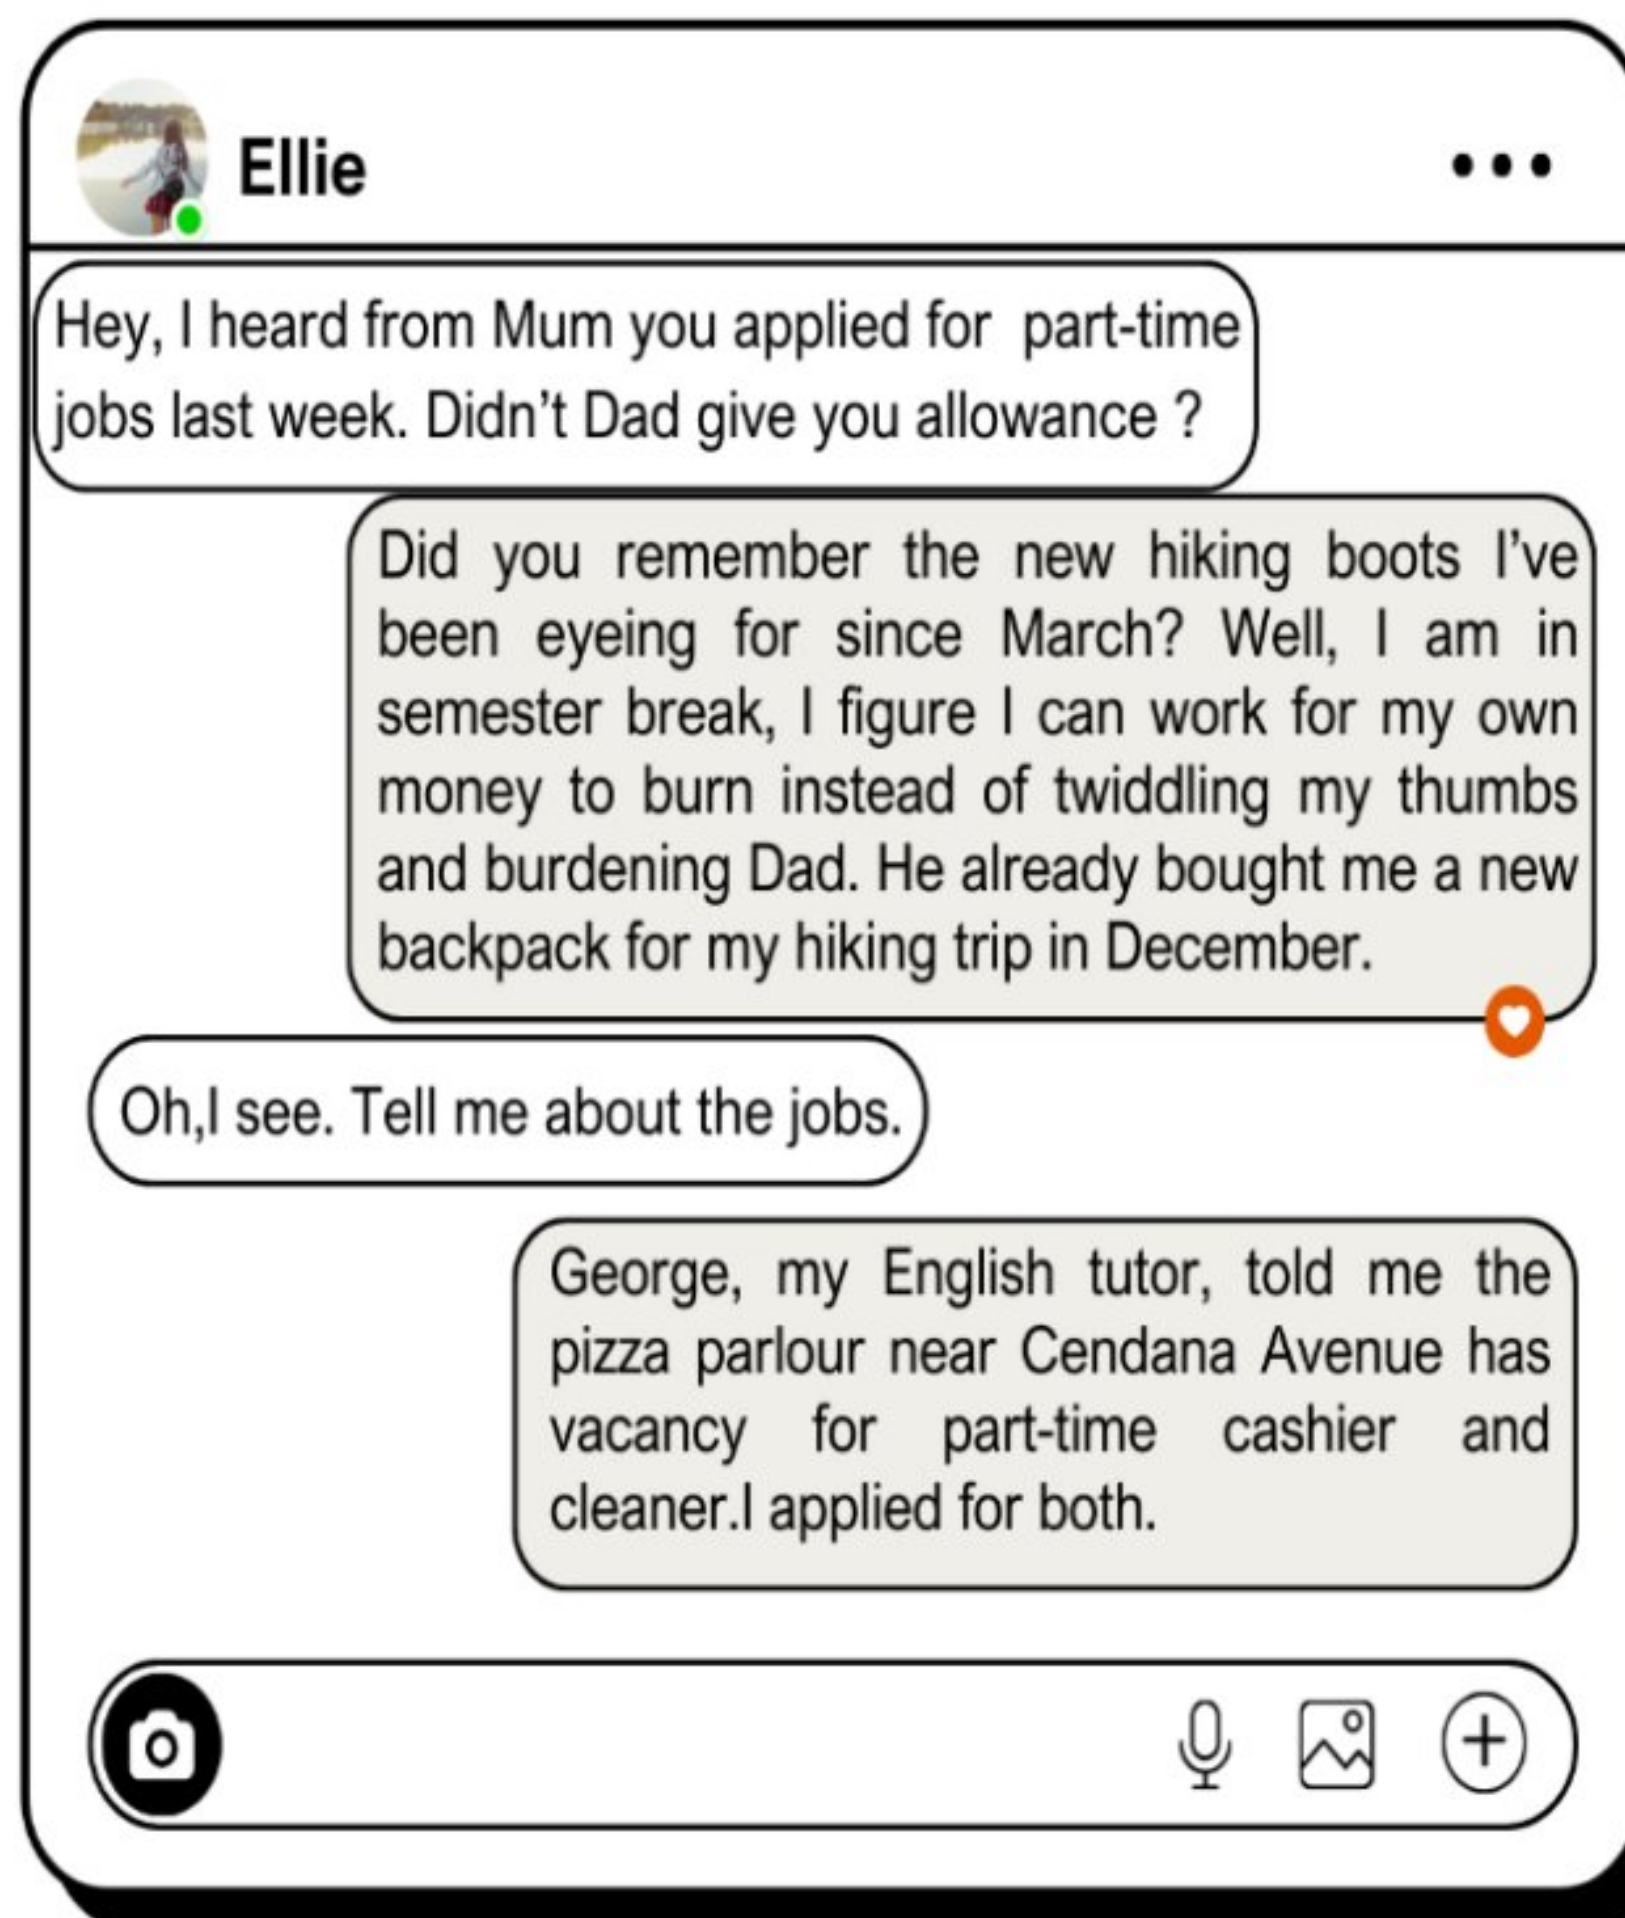 Ellie
Hey, I heard from Mum you applied for part-time
jobs last week. Didn't Dad give you allowance ?
Did you remember the new hiking boots I've
been eyeing for since March? Well, I am in
semester break, I figure I can work for my own
money to burn instead of twiddling my thumbs
and burdening Dad. He already bought me a new
backpack for my hiking trip in December.
Oh,I see. Tell me about the jobs.
George, my English tutor, told me the
pizza parlour near Cendana Avenue has
vacancy for part-time cashier and
cleaner.I applied for both.